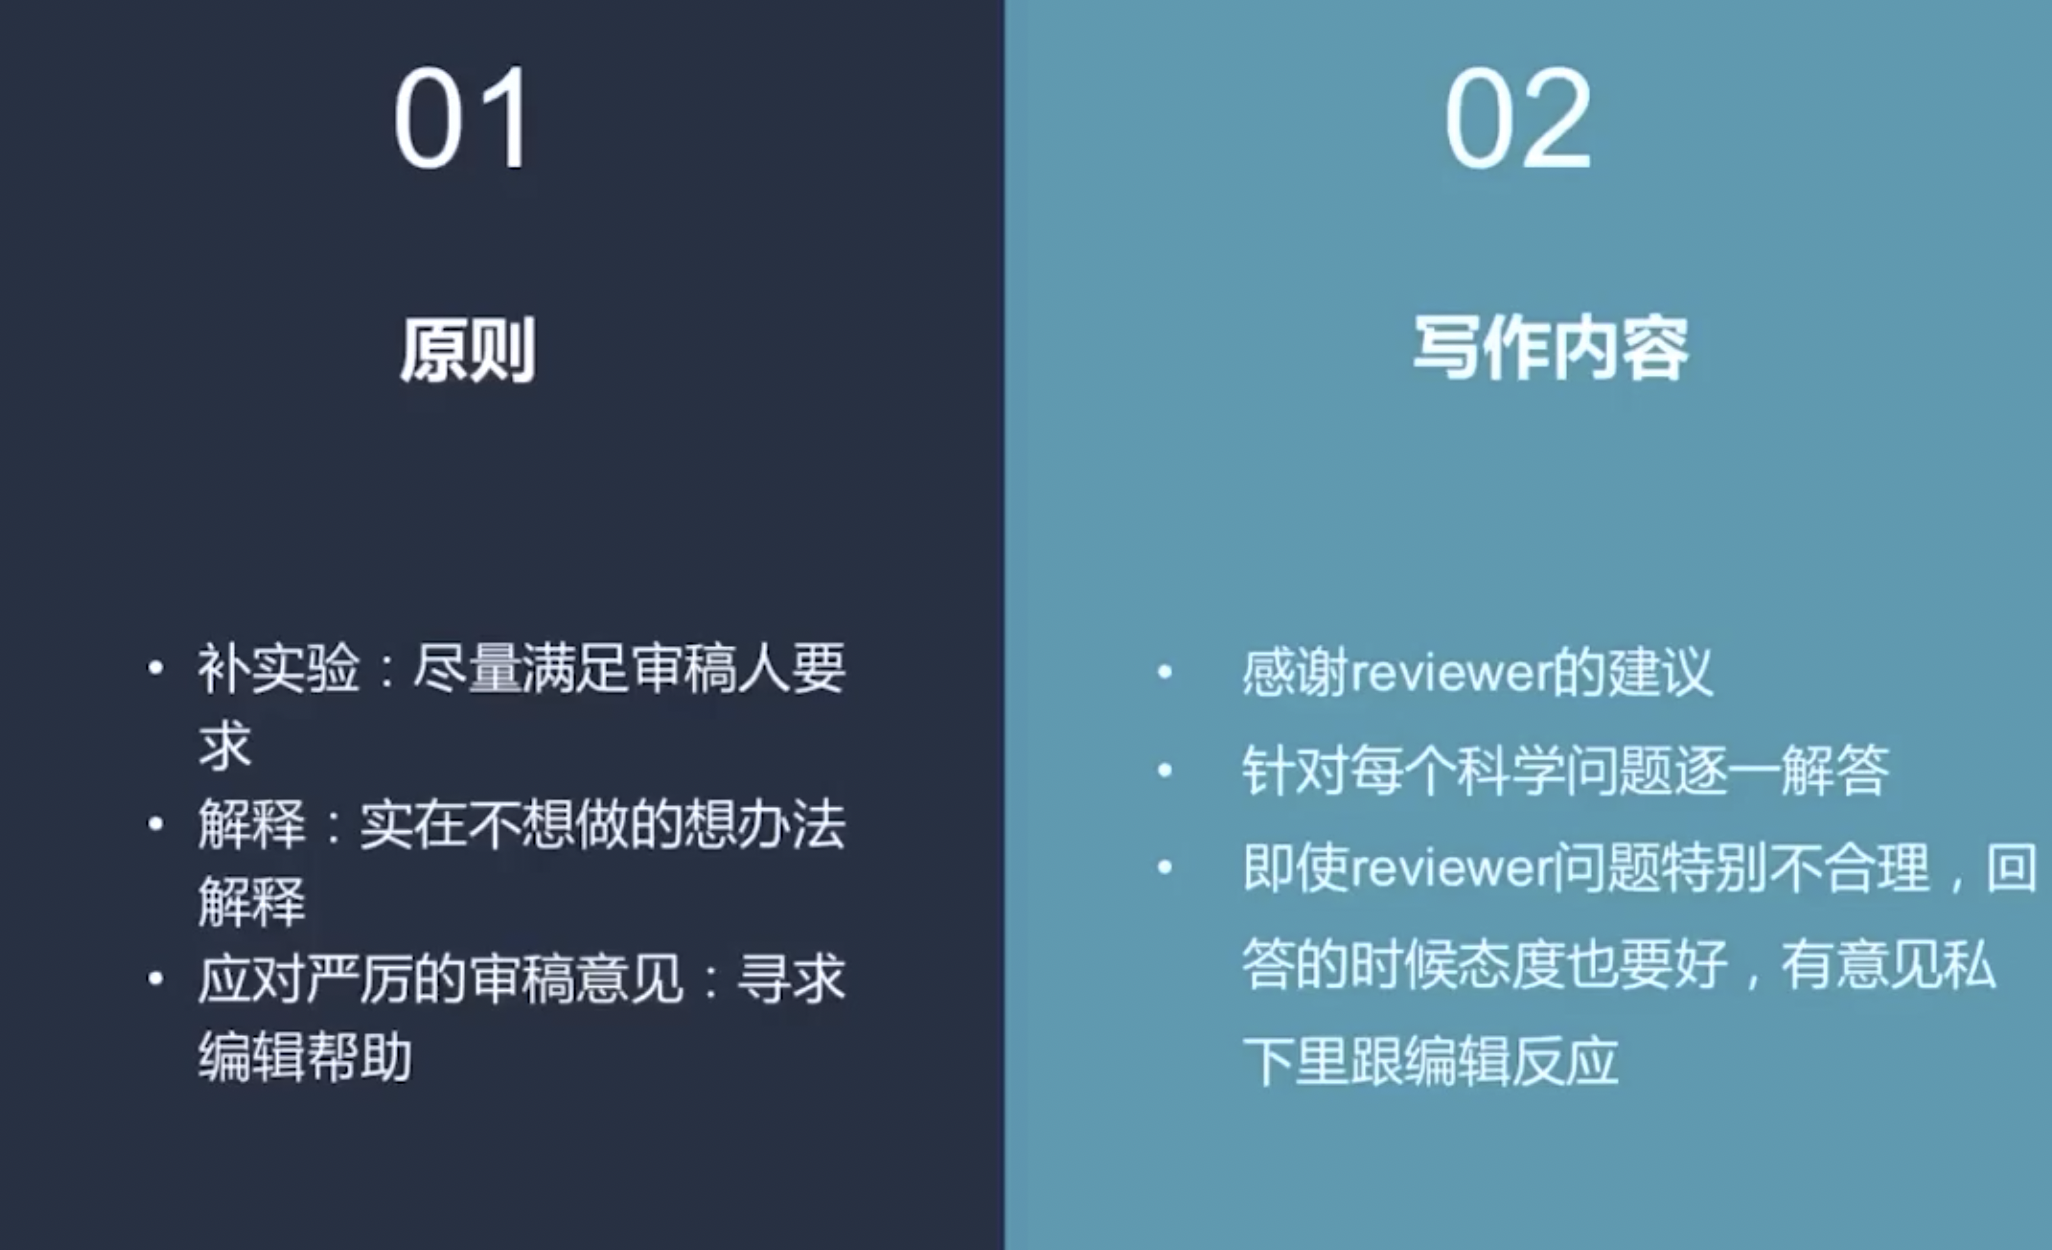 01
原则
• 补实验：尽量满足审稿人要
求
• 解释：实在不想做的想办法
解释
• 应对严厉的审稿意见：寻求
编辑帮助
02
写作内容
• 感谢reviewer的建议
• 针对每个科学问题逐一解答
• 即使reviewer问题特别不合理，回
答的时候态度也要好，有意见私
下里跟编辑反应